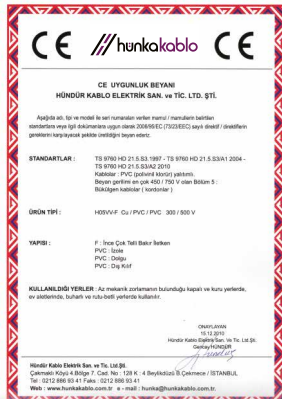 CE hunkakablo CE
CE UYGUNLUK BEYANI
HÜNDÜR KABLO ELEKTRİK SAN. ve TİC. LTD. ŞTİ.
Aşağıda adı, tipi ve modeli ile seri numaraları verilen mamul / mamullerin belirtilen
standartlara veya ilgili dokümanlara uygun olarak 2006/95/EC (73/23/EEC) sayılı direktif / direktiflerin
gereklerini karşılayacak şekilde üretildiğini beyan ederiz.
STANDARTLAR : TS 9760 HD 21.5.S3.1997 - TS 9760 HD 21.5.S3/A1 2004 -
TS 9760 HD 21.5.S3/A2 2010
Kablolar : PVC (polivinil klorür) yalıtımlı.
Beyan gerilimi en çok 450 / 750 V olan Bölüm 5 :
Bükülgen kablolar ( kordonlar )
ÜRÜN TİPİ : H05VV-F Cu / PVC / PVC 300 / 500 V
YAPISI : F : İnce Çok Telli Bakır İletken
PVC : İzole
PVC : Dolgu
PVC : Dış Kılıf
KULLANILDIĞI YERLER : Az mekanik zorlamanın bulunduğu kapalı ve kuru yerlerde,
ev aletlerinde, buharlı ve rutubetli yerlerde kullanılır.
ONAYLAYAN
15.12.2010
Hündür Kablo Elektrik San. ve Tic. Ltd.Şti.
HÜNDÜR
Hündür Kablo Elektrik San. ve Tic. Ltd.Şti.
Çakmaklı Köyü 4.Bölge 7. Cad. No : 128 K : 4 Beylikdüzü B.Çekmece / İSTANBUL
Tel : 0212 886 93 41 Faks : 0212 886 93 41
Web : www.hunkakablo.com.tr. e - mail : hunka@hunkakablo.com.tr.